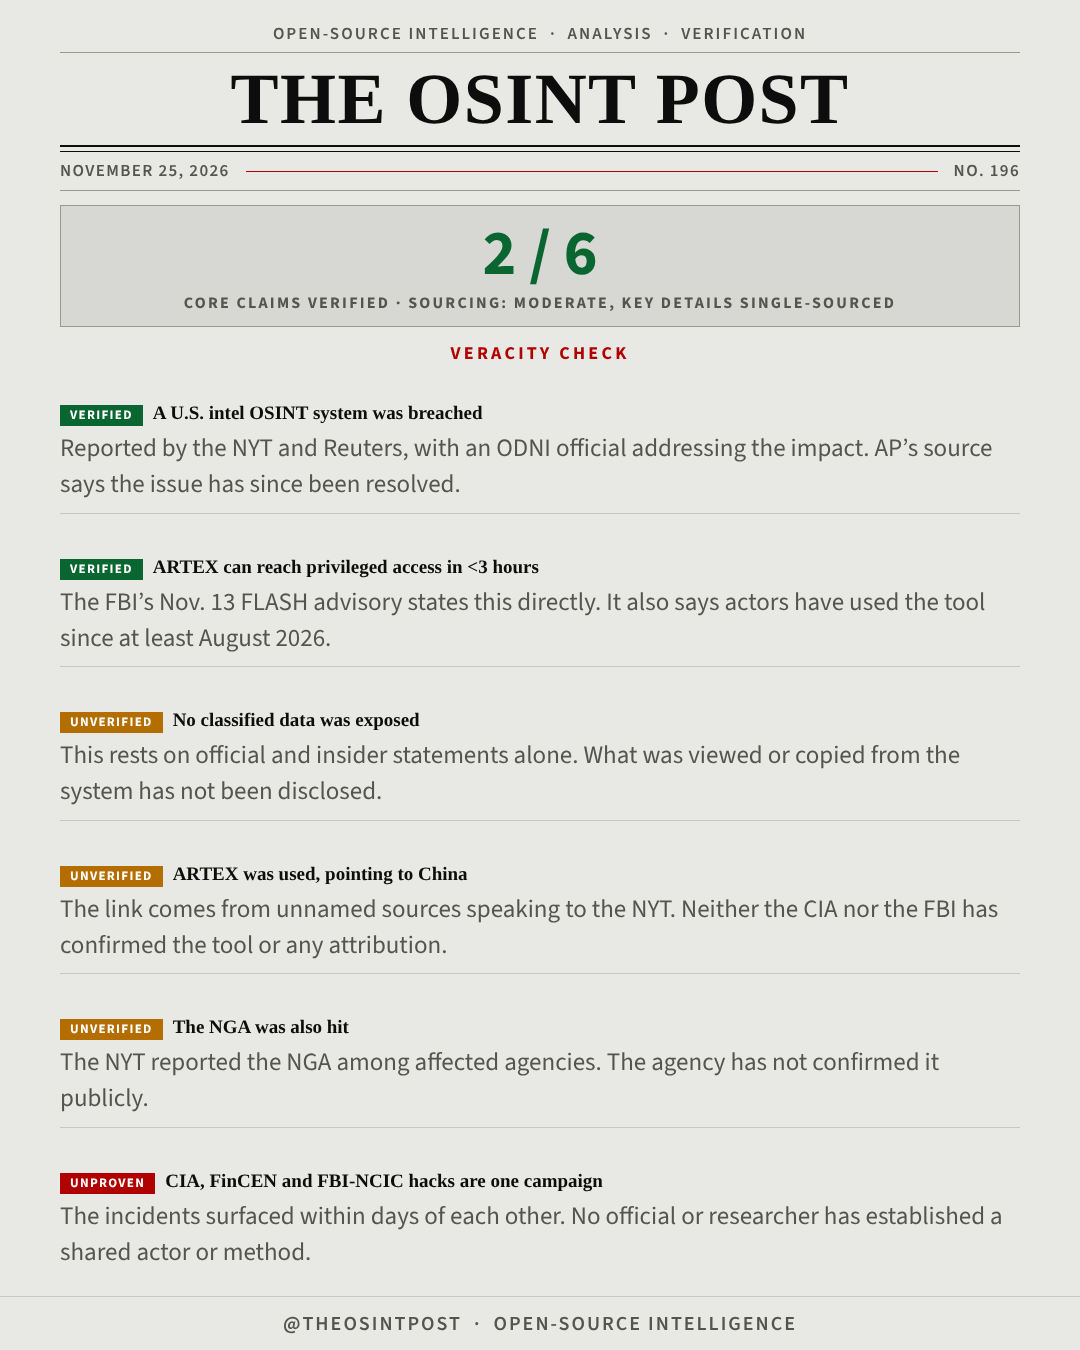 OPEN-SOURCE INTELLIGENCE · ANALYSIS · VERIFICATION
THE OSINT POST
NOVEMBER 25, 2026
NO. 196
2 / 6
CORE CLAIMS VERIFIED · SOURCING: MODERATE, KEY DETAILS SINGLE-SOURCED
VERACITY CHECK
VERIFIED A U.S. intel OSINT system was breached
Reported by the NYT and Reuters, with an ODNI official addressing the impact. AP’s source
says the issue has since been resolved.
VERIFIED ARTEX can reach privileged access in <3 hours
The FBI’s Nov. 13 FLASH advisory states this directly. It also says actors have used the tool
since at least August 2026.
UNVERIFIED No classified data was exposed
This rests on official and insider statements alone. What was viewed or copied from the
system has not been disclosed.
UNVERIFIED ARTEX was used, pointing to China
The link comes from unnamed sources speaking to the NYT. Neither the CIA nor the FBI has
confirmed the tool or any attribution.
UNVERIFIED The NGA was also hit
The NYT reported the NGA among affected agencies. The agency has not confirmed it
publicly.
UNPROVEN CIA, FinCEN and FBI-NCIC hacks are one campaign
The incidents surfaced within days of each other. No official or researcher has established a
shared actor or method.
@THEOSINTPOST · OPEN-SOURCE INTELLIGENCE